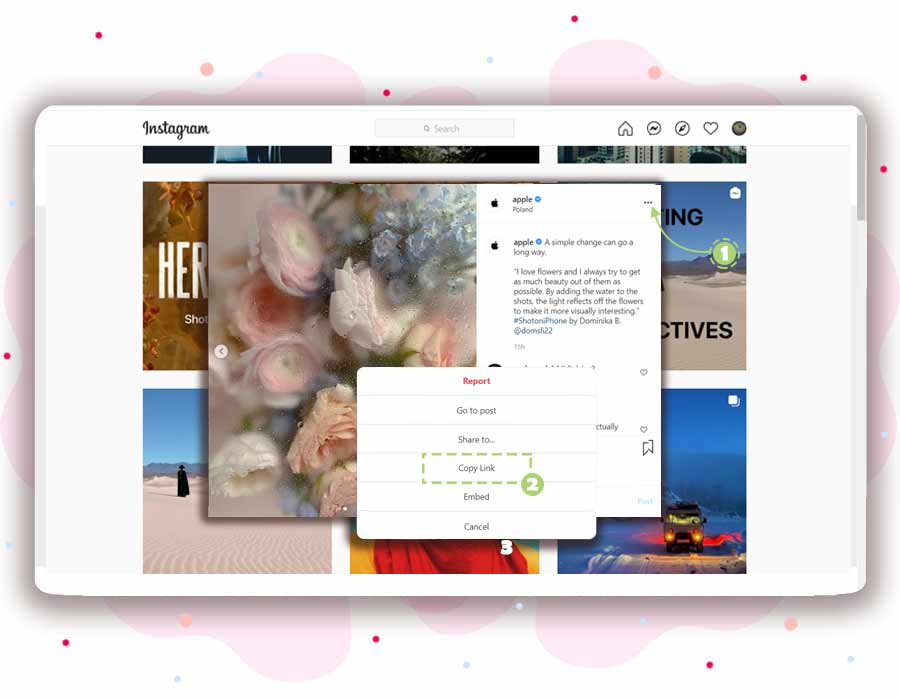 Instagram
Search
HER
Shot
apple
Poland
...
1
apple A simple change can go a
long way.
"I love flowers and I always try to get
as much beauty out of them as
possible. By adding the water to the
shots, the light reflects off the flowers
to make it more visually interesting."
#ShotoniPhone by Dominika B.
@domsli22
15h
TING
CTIVES
Report
Go to post
Share to...
ctually
Copy Link
2
Embed
Post
Cancel
3